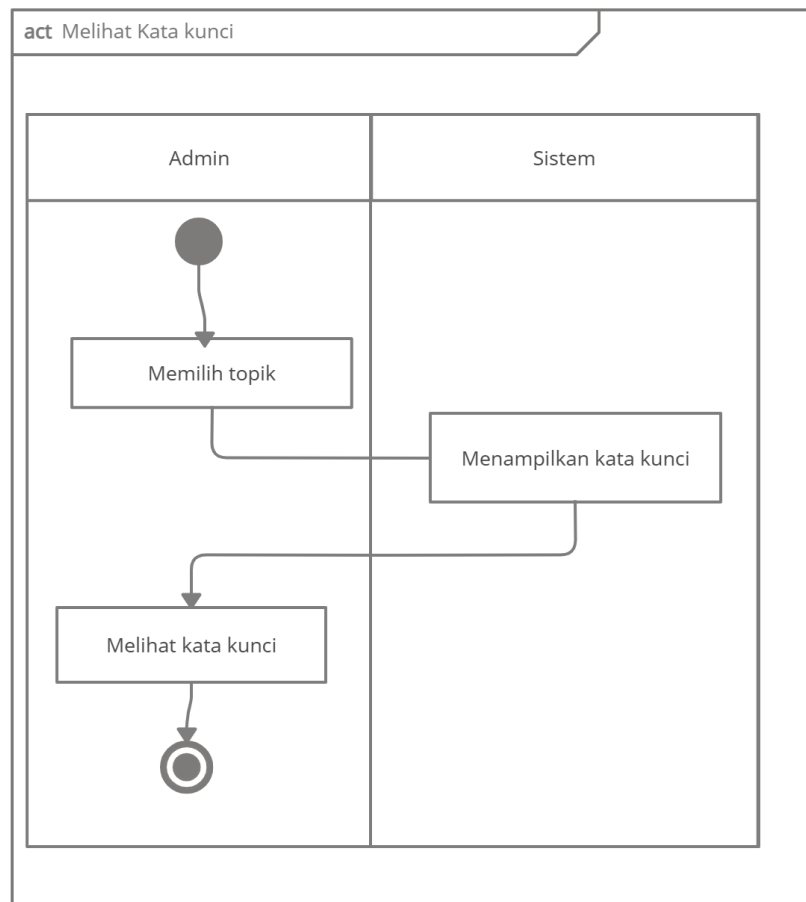 act Melihat Kata kunci
Admin
Sistem
Memilih topik
Menampilkan kata kunci
Melihat kata kunci